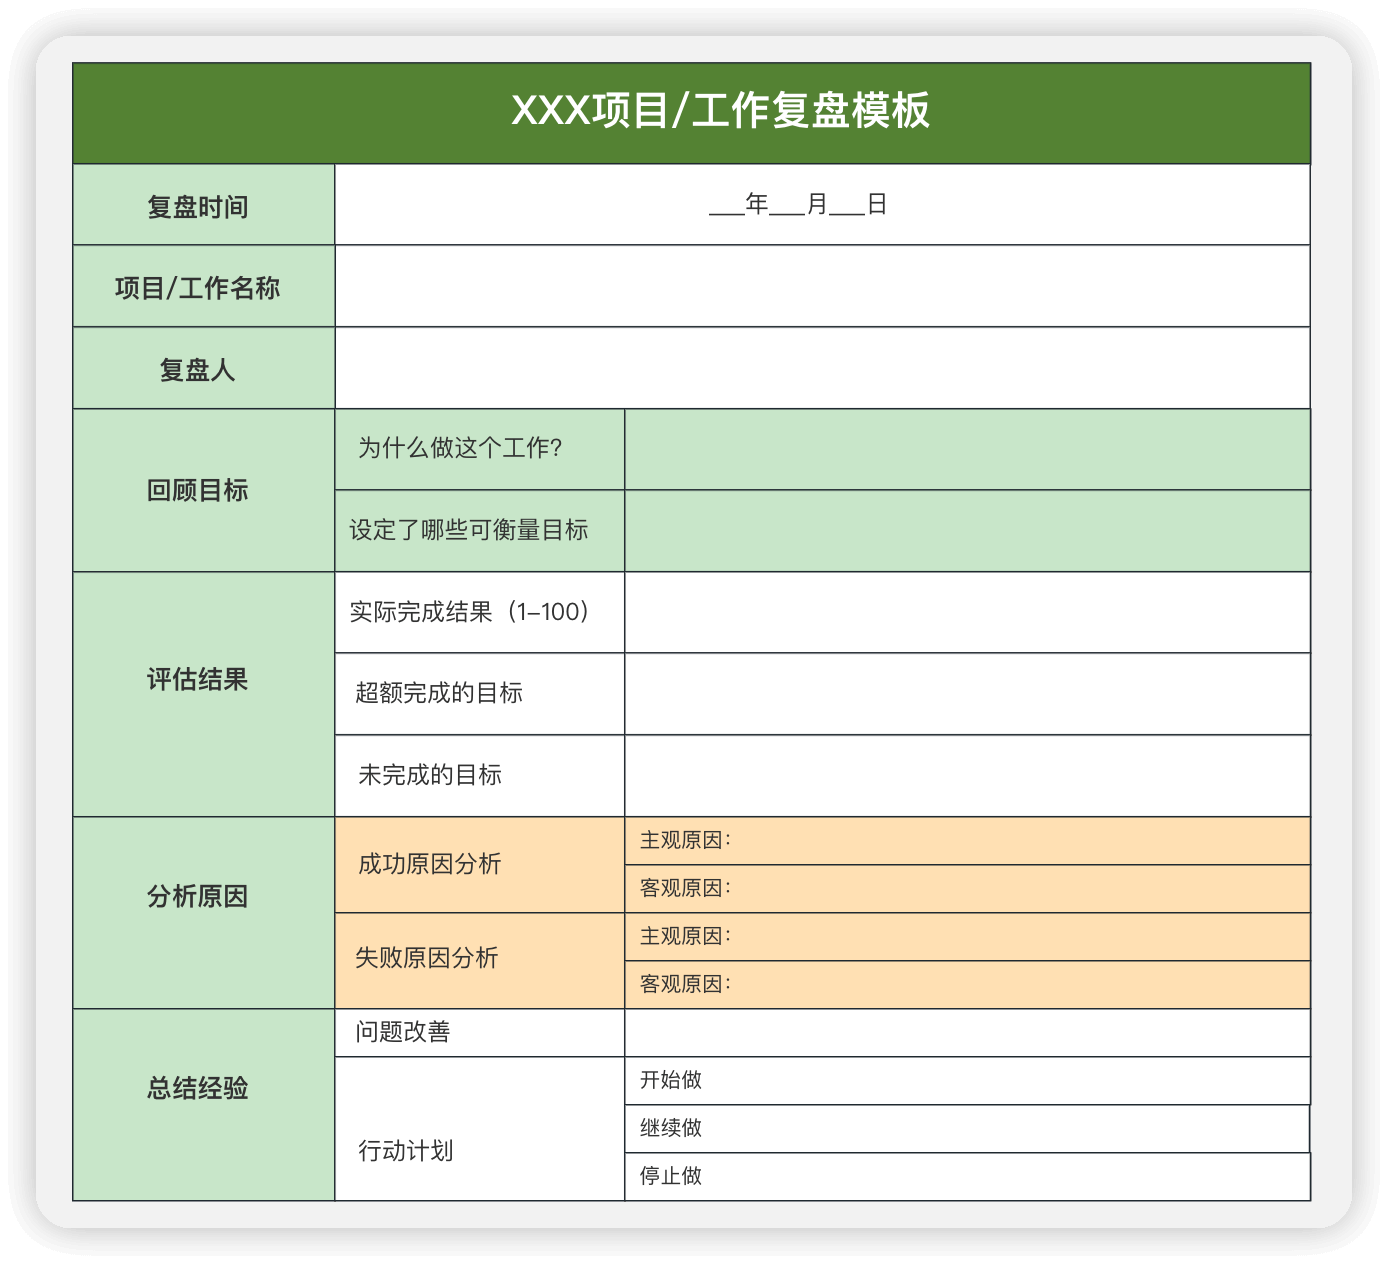 XXX项目/工作复盘模板
复盘时间
___年___月___日
项目/工作名称
复盘人
回顾目标
为什么做这个工作?
设定了哪些可衡量目标
评估结果
实际完成结果（1-100）
超额完成的目标
未完成的目标
分析原因
成功原因分析
主观原因：
客观原因：
失败原因分析
主观原因：
客观原因：
总结经验
问题改善
行动计划
开始做
继续做
停止做